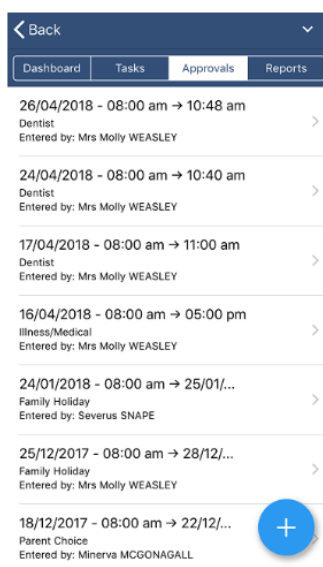 Back
Dashboard Tasks Approvals Reports
26/04/2018 - 08:00 am → 10:48 am
Dentist
Entered by: Mrs Molly WEASLEY
24/04/2018 - 08:00 am → 10:40 am
Dentist
Entered by: Mrs Molly WEASLEY
17/04/2018 - 08:00 am → 11:00 am
Dentist
Entered by: Mrs Molly WEASLEY
16/04/2018 - 08:00 am → 05:00 pm
Illness/Medical
Entered by: Mrs Molly WEASLEY
24/01/2018 - 08:00 am → 25/01/...
Family Holiday
Entered by: Severus SNAPE
25/12/2017 - 08:00 am → 28/12/...
Family Holiday
Entered by: Mrs Molly WEASLEY
18/12/2017 - 08:00 am → 22/12/...
Parent Choice
Entered by: Minerva MCGONAGALL